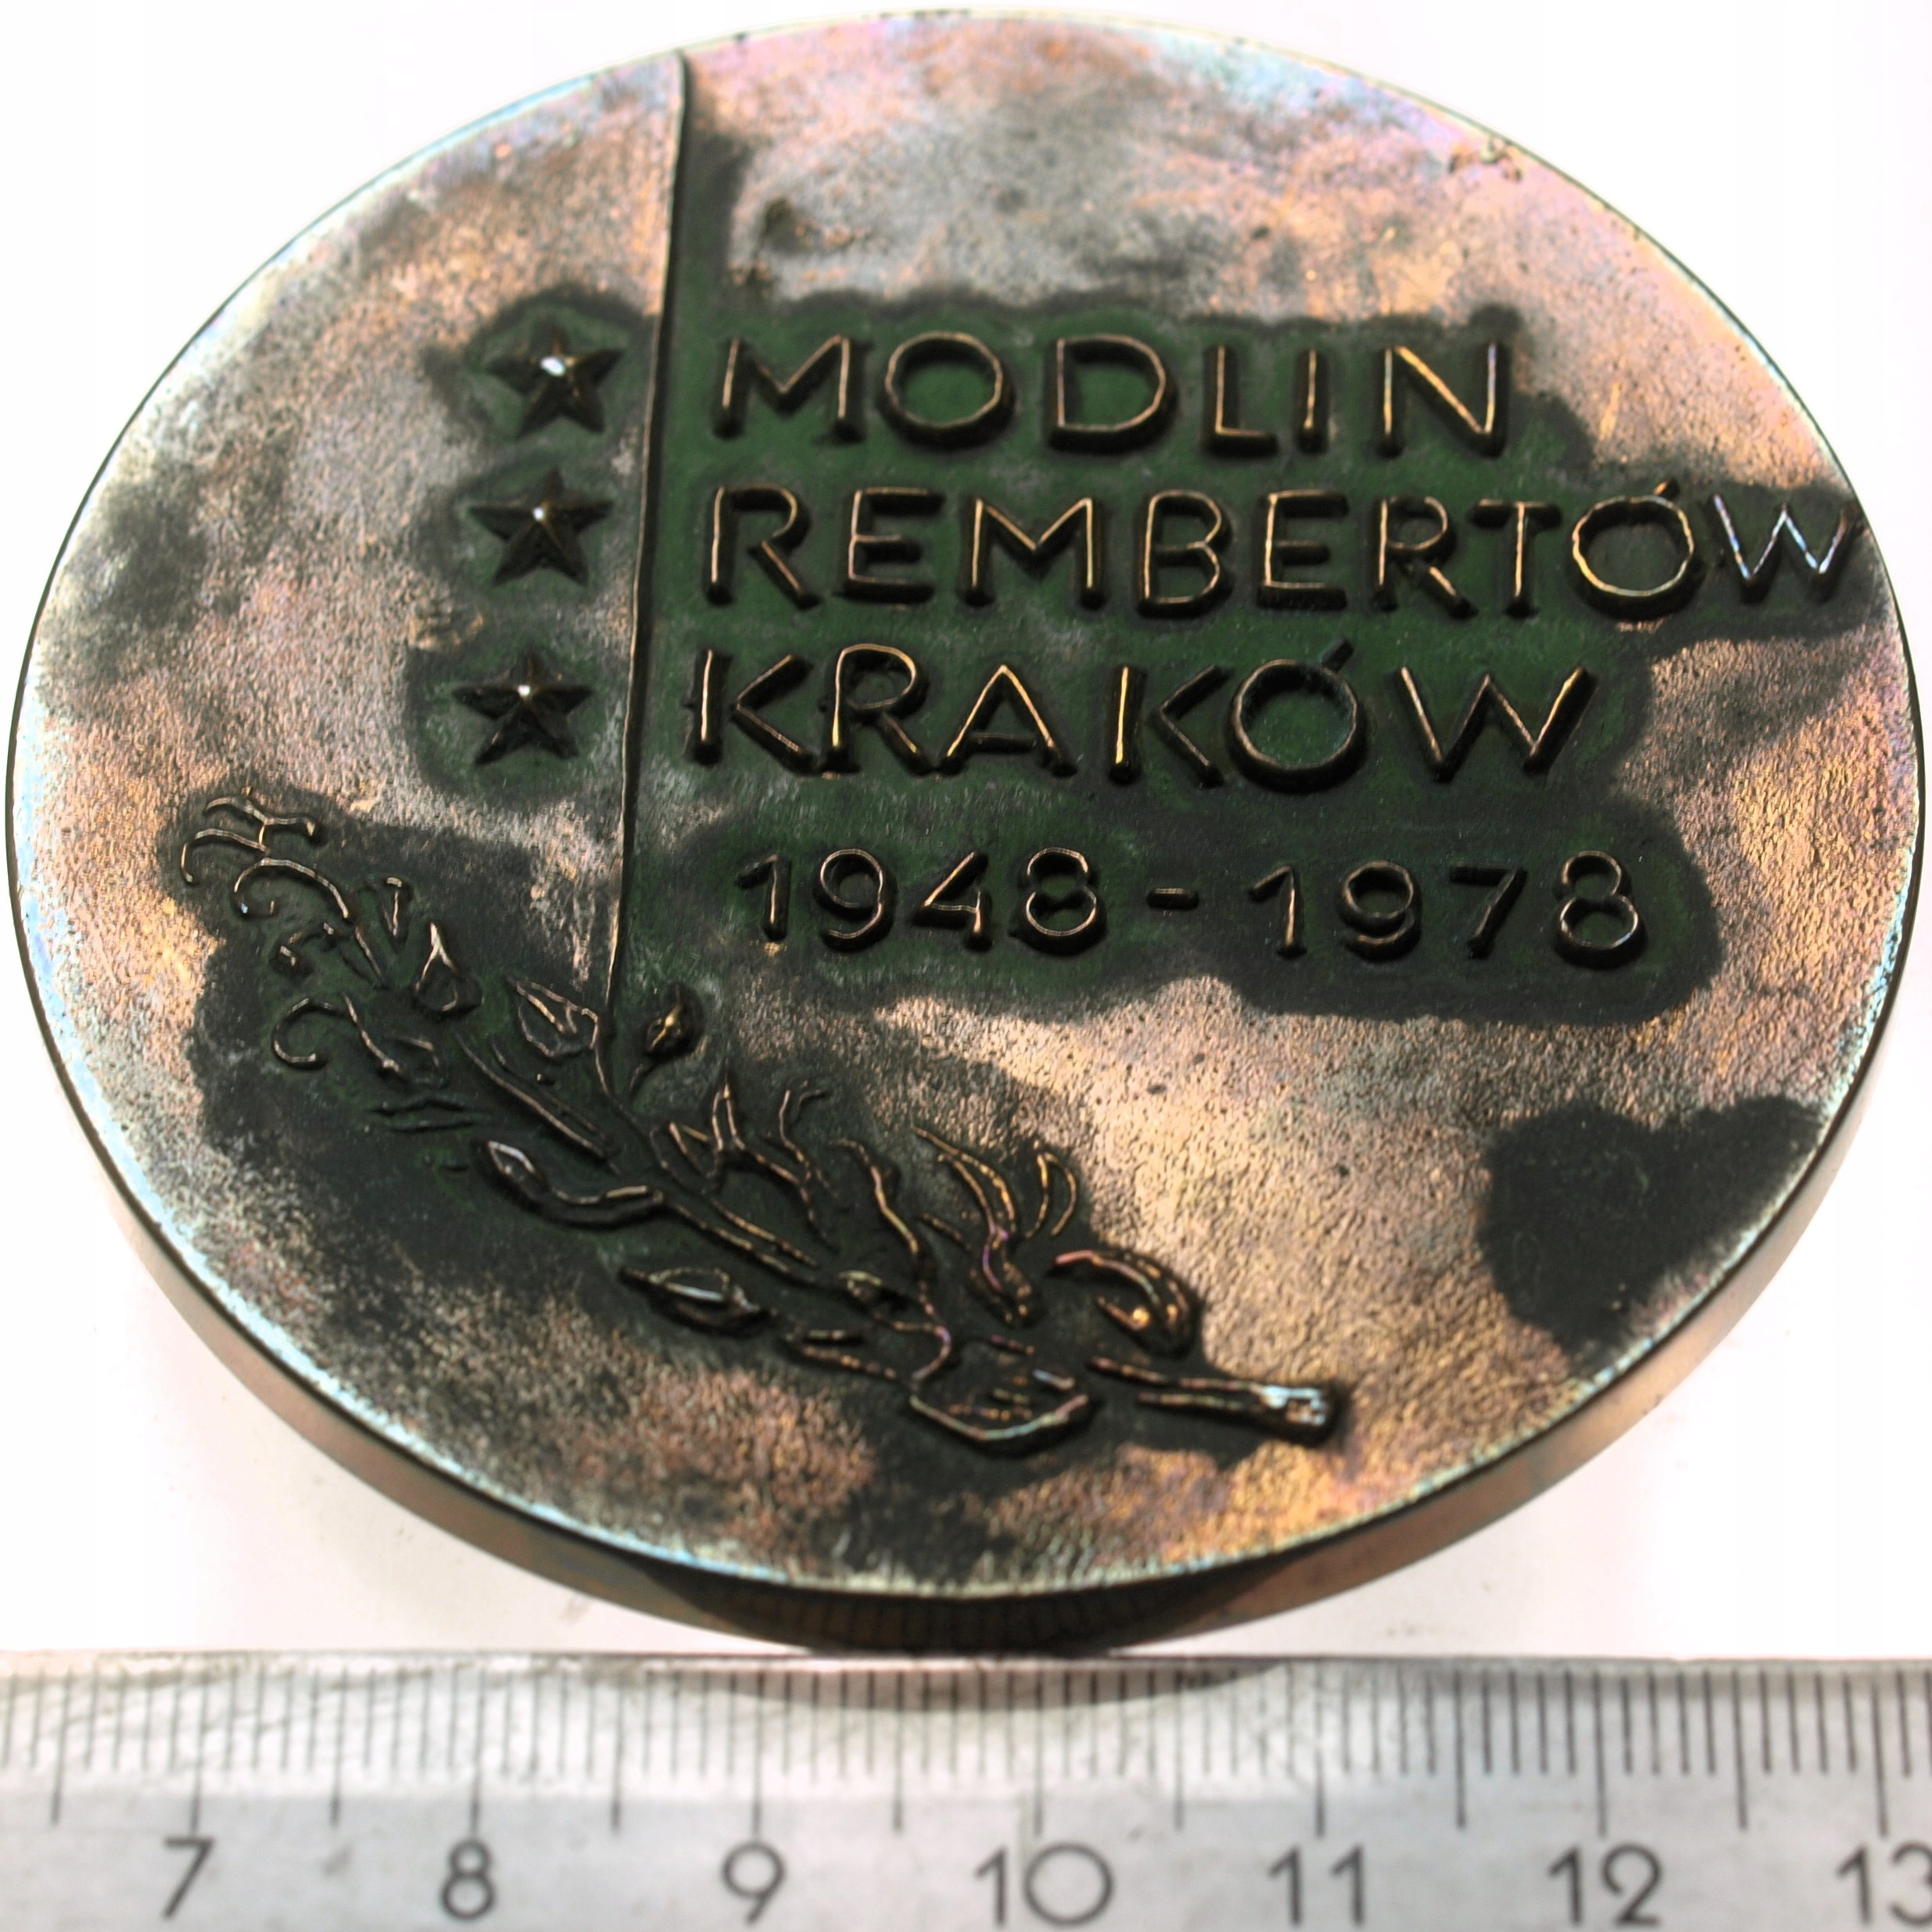 MODLIN
REMBERTÓW
KRAKÓW
1948-1978
7 8 9 10 11 12 13